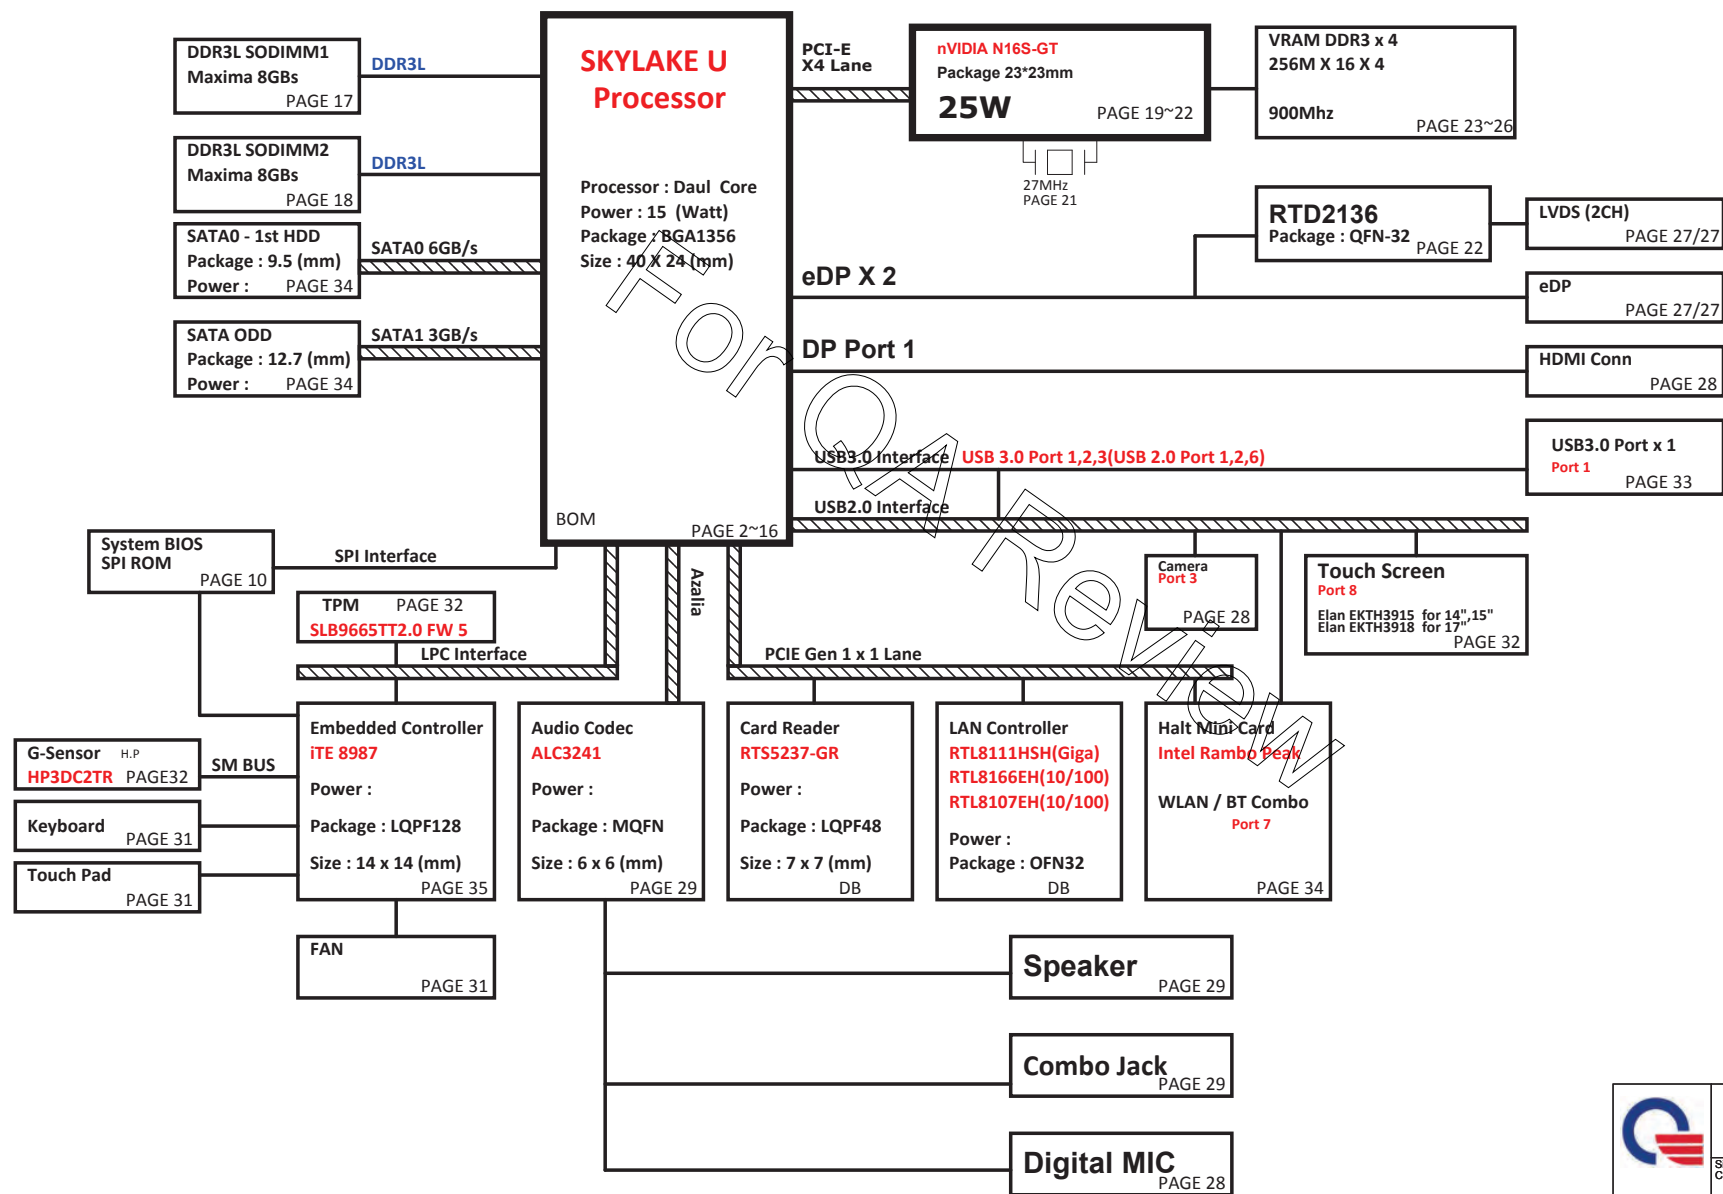 DDR3L SODIMM1
Maxima 8GBs
PAGE 17
DDR3L
DDR3L SODIMM2
Maxima 8GBs
PAGE 18
DDR3L
SATA0 - 1st HDD
Package : 9.5 (mm)
Power : PAGE 34
SATA0 6GB/s
SATA ODD
Package : 12.7 (mm)
Power : PAGE 34
SATA1 3GB/s
SKYLAKE U
Processor
Processor : Daul Core
Power : 15 (Watt)
Package : BGA1356
Size : 40 X 24 (mm)
BOM
PAGE 2~16
PCI-E
X4 Lane
nVIDIA N16S-GT
Package 23*23mm
25W PAGE 19~22
27MHz
PAGE 21
VRAM DDR3 x 4
256M X 16 X 4
900Mhz
PAGE 23~26
RTD2136
Package : QFN-32
PAGE 22
LVDS (2CH)
PAGE 27/27
eDP X 2
eDP
PAGE 27/27
DP Port 1
HDMI Conn
PAGE 28
USB3.0 Interface USB 3.0 Port 1,2,3(USB 2.0 Port 1,2,6)
USB3.0 Port x 1
Port 1
PAGE 33
USB2.0 Interface
Camera
Port 3
PAGE 28
Touch Screen
Port 8
Elan EKTH3915 for 14",15"
Elan EKTH3918 for 17"
PAGE 32
For QA Review
System BIOS
SPI ROM
PAGE 10
SPI Interface
TPM PAGE 32
SLB9665TT2.0 FW 5
LPC Interface
Azalia
PCIE Gen 1 x 1 Lane
G-Sensor H.P
HP3DC2TR PAGE32
SM BUS
Keyboard
PAGE 31
Touch Pad
PAGE 31
Embedded Controller
iTE 8987
Power :
Package : LQPF128
Size : 14 x 14 (mm)
PAGE 35
FAN
PAGE 31
Audio Codec
ALC3241
Power :
Package : MQFN
Size : 6 x 6 (mm)
PAGE 29
Card Reader
RTS5237-GR
Power :
Package : LQPF48
Size : 7 x 7 (mm)
DB
LAN Controller
RTL8111HSH(Giga)
RTL8166EH(10/100)
RTL8107EH(10/100)
Power :
Package : OFN32
DB
Halt Mini Card
Intel Rambo Peak
WLAN / BT Combo
Port 7
PAGE 34
Speaker
PAGE 29
Combo Jack
PAGE 29
Digital MIC
PAGE 28